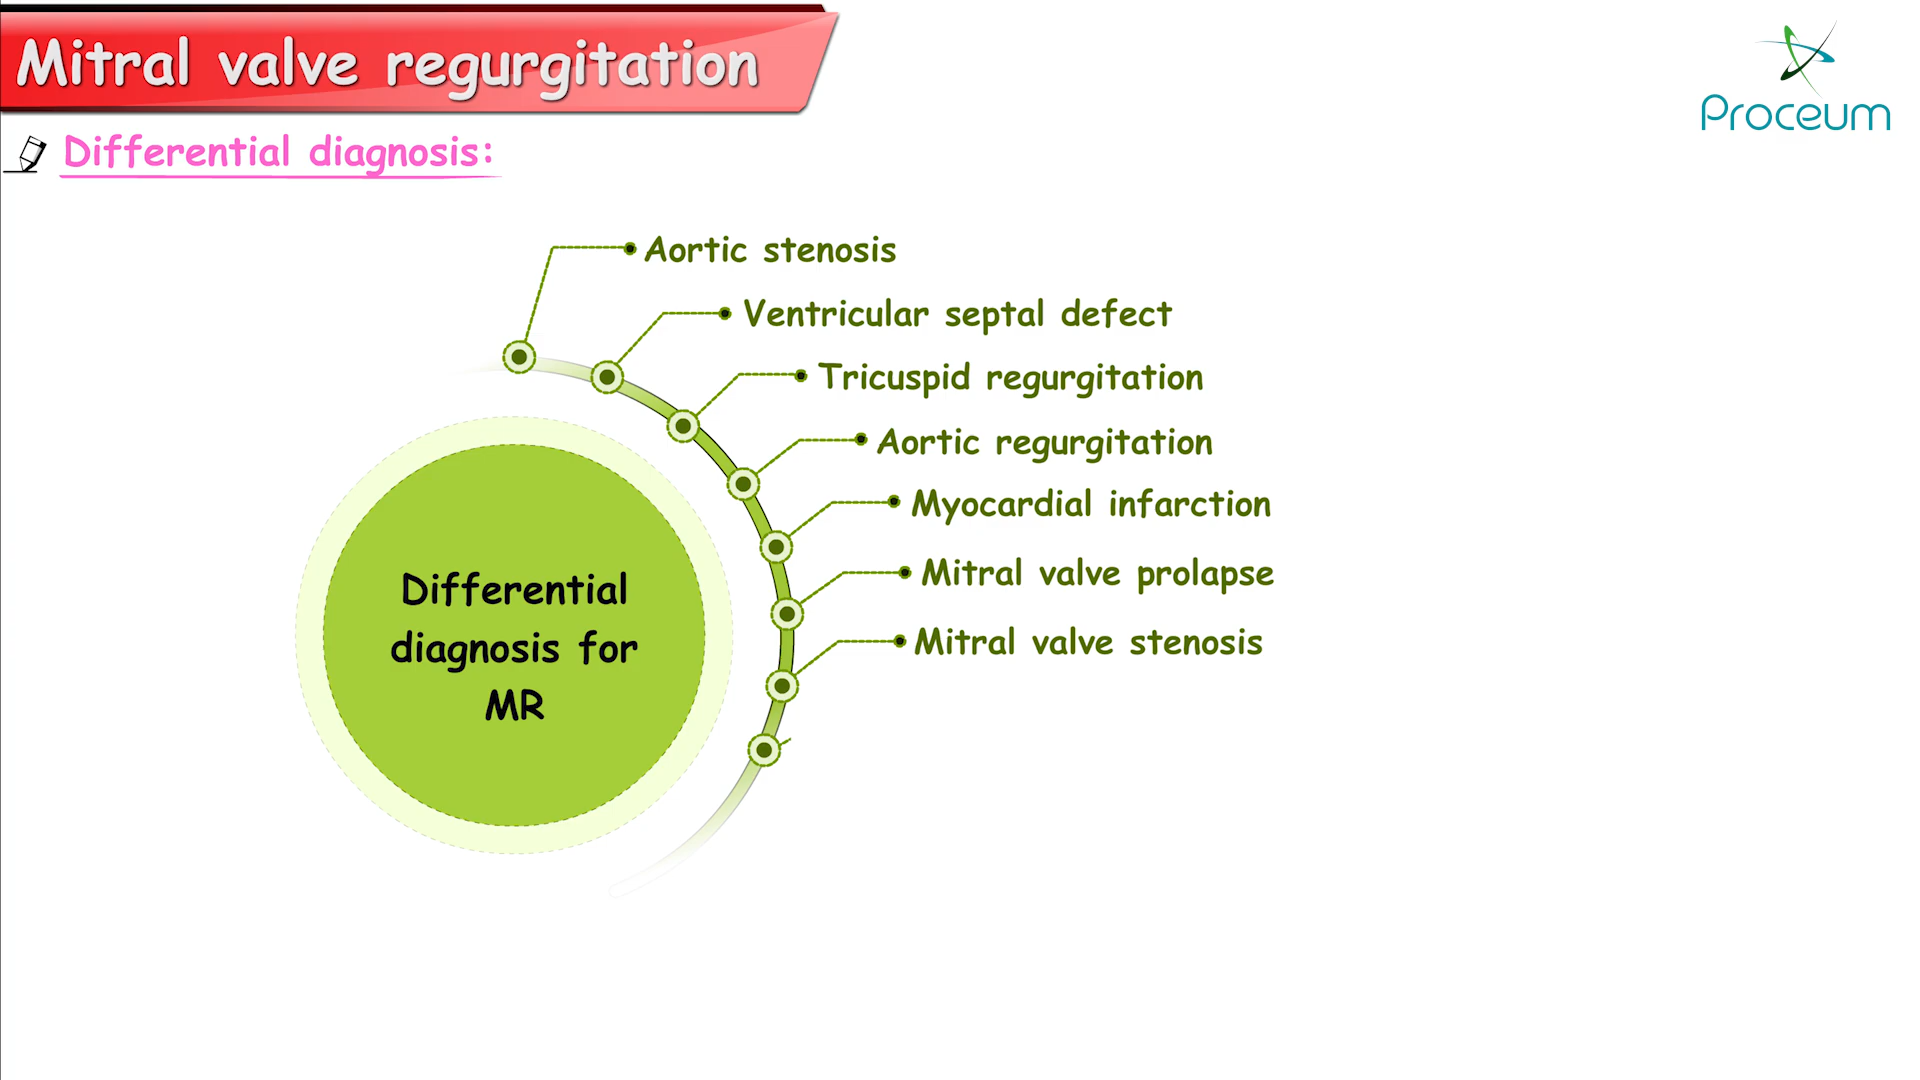 Mitral valve regurgitation
Proceum
Differential diagnosis:
Aortic stenosis
Ventricular septal defect
Tricuspid regurgitation
Aortic regurgitation
Myocardial infarction
Mitral valve prolapse
Mitral valve stenosis
Differential
diagnosis for
MR